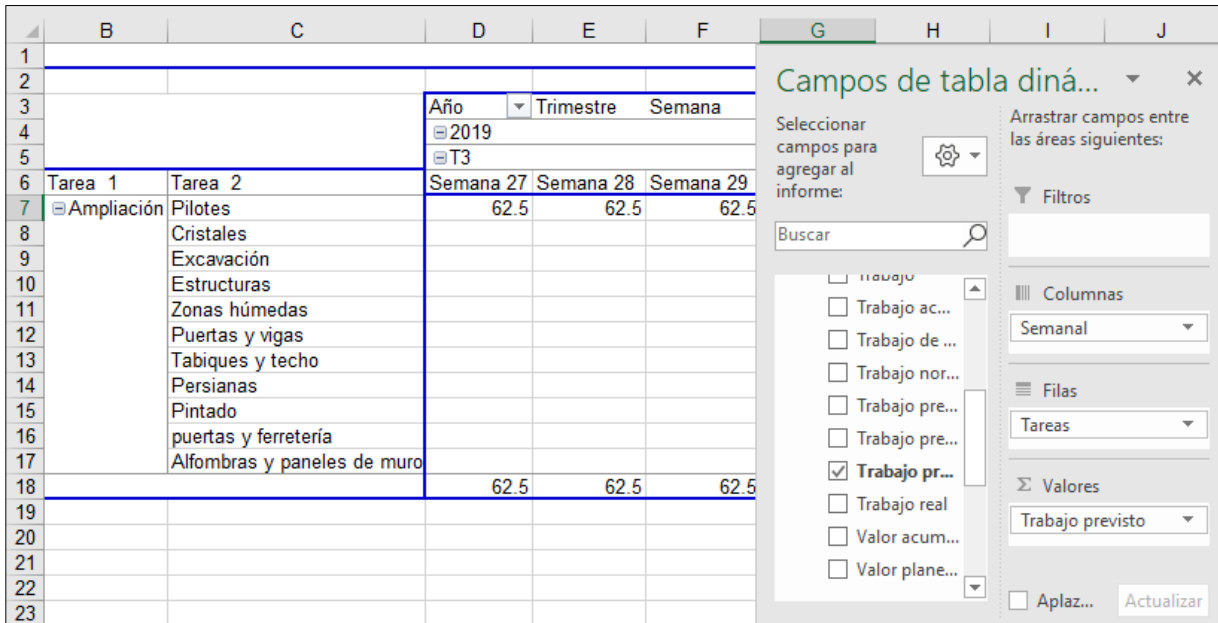 B C D E F G H I J
1
2
3 Año Trimestre Semana
4 2019
5 T3
6 Tarea 1 Tarea 2 Semana 27 Semana 28 Semana 29
7 Ampliación Pilotes 62.5 62.5 62.5
8 Cristales
9 Excavación
10 Estructuras
11 Zonas húmedas
12 Puertas y vigas
13 Tabiques y techo
14 Persianas
15 Pintado
16 puertas y ferretería
17 Alfombras y paneles de muro
18 62.5 62.5 62.5
19
20
21
22
23
Campos de tabla diná...
Seleccionar
campos para
agregar al
informe:
Buscar
Trabajo
Trabajo ac...
Trabajo de ...
Trabajo nor...
Trabajo pre...
Trabajo pre...
Trabajo pr...
Trabajo real
Valor acum...
Valor plane...
Arrastrar campos entre
las áreas siguientes:
Filtros
Columnas
Semanal
Filas
Tareas
Σ Valores
Trabajo previsto
Aplaz... Actualizar